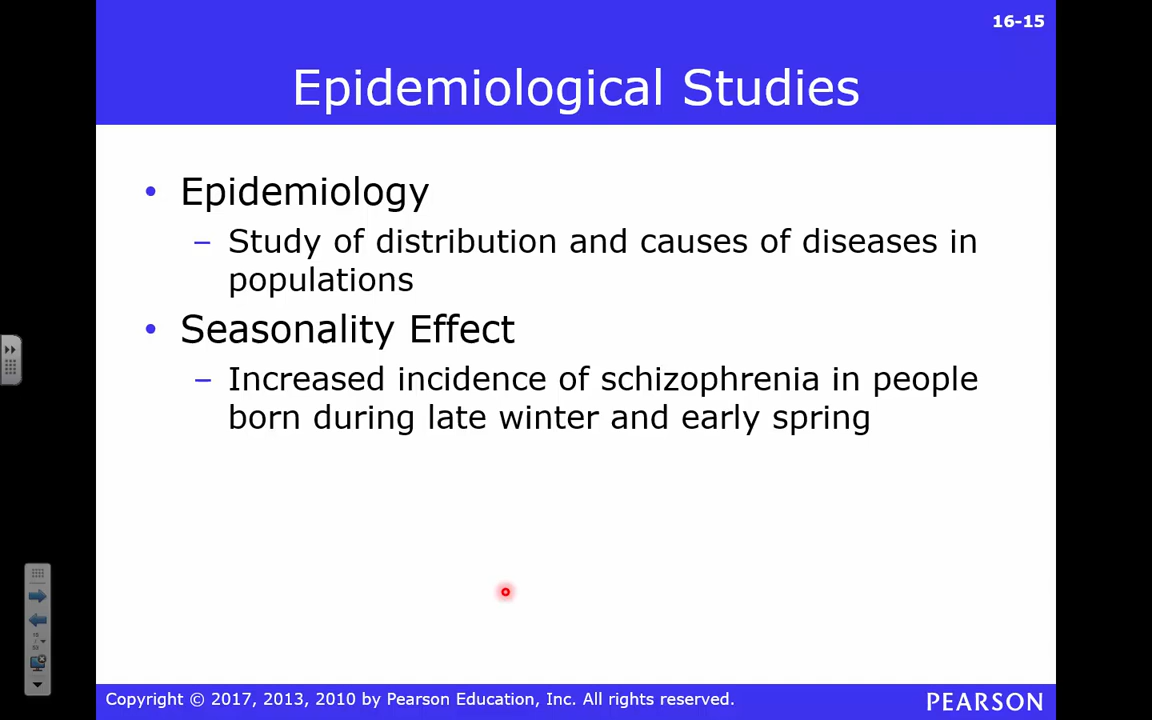 16-15
Epidemiological Studies
• Epidemiology
– Study of distribution and causes of diseases in
populations
• Seasonality Effect
– Increased incidence of schizophrenia in people
born during late winter and early spring
Copyright © 2017, 2013, 2010 by Pearson Education, Inc. All rights reserved.
PEARSON